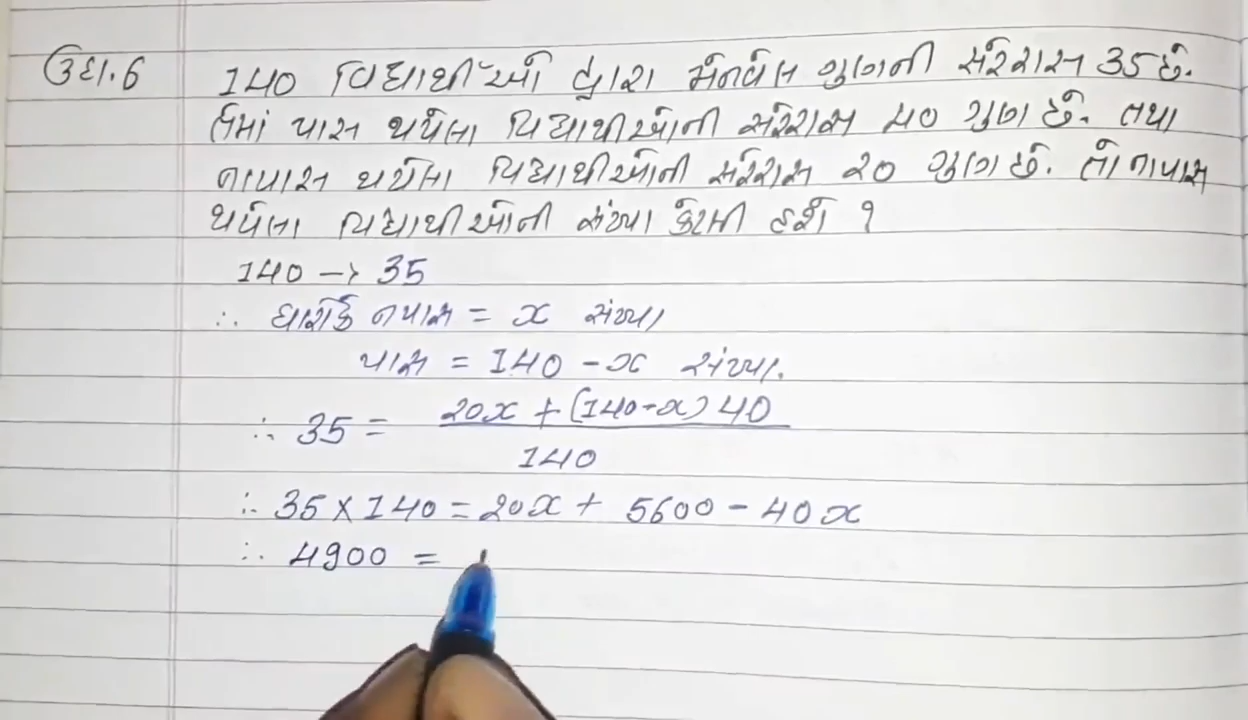 ઉદા.6 140 વિદ્યાર્થીઓ દ્વારા મેળવેલ ગુણની સરેરાશ 35 છે.
તેમાં પાસ થયેલા વિદ્યાર્થીઓની સરેરાશ 40 ગુણ છે. તથા
નાપાસ થયેલા વિદ્યાર્થીઓની સરેરાશ 20 ગુણ છે. તો નાપાસ
થયેલા વિદ્યાર્થીઓની સંખ્યા કેટલી હશે ?
140 → 35
∴ ધારોકે નાપાસ = x સંખ્યા
પાસ = 140 - x સંખ્યા.
∴ 35 = 20x + (140-x) 40
140
∴ 35 × 140 = 20x + 5600 - 40x
∴ 4900 =